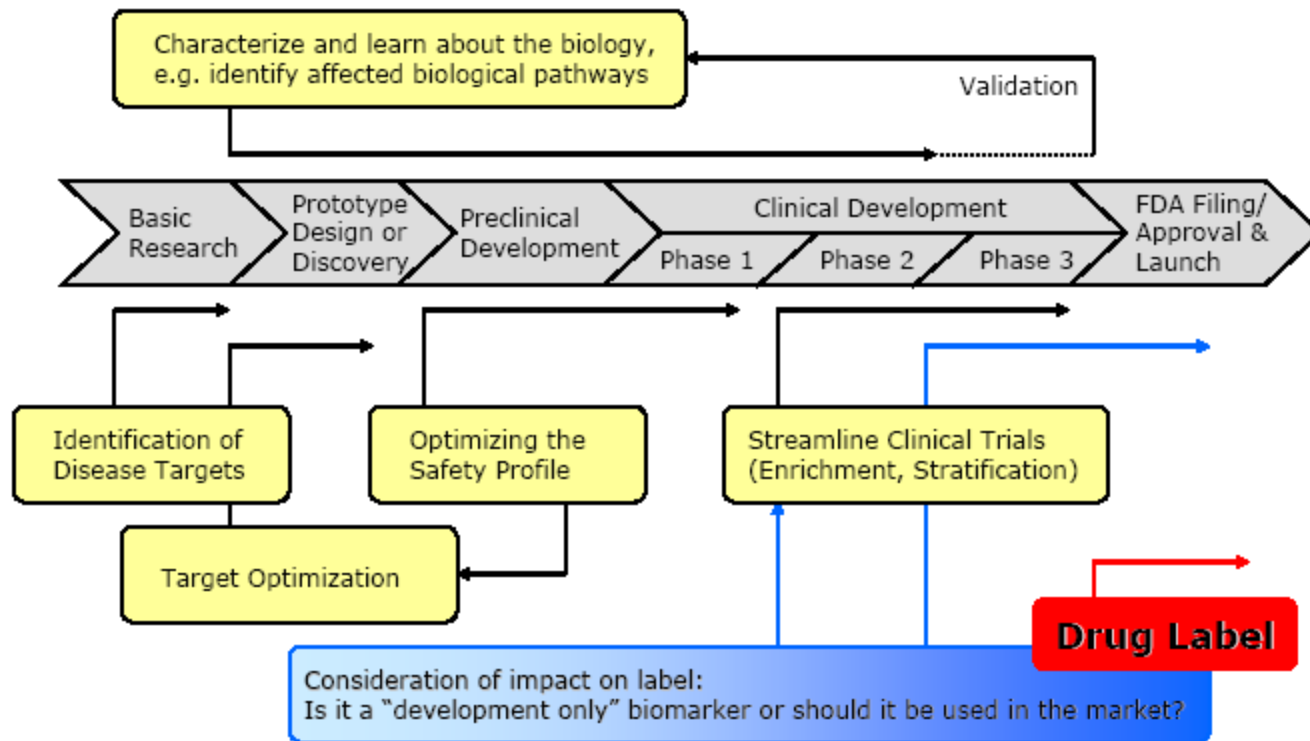 Characterize and learn about the biology,
e.g. identify affected biological pathways
Validation
Basic
Research
Prototype
Design or
Discovery
Preclinical
Development
Clinical Development
Phase 1
Phase 2
Phase 3
FDA Filing/
Approval &
Launch
Identification of
Disease Targets
Optimizing the
Safety Profile
Streamline Clinical Trials
(Enrichment, Stratification)
Target Optimization
Drug Label
Consideration of impact on label:
Is it a “development only” biomarker or should it be used in the market?